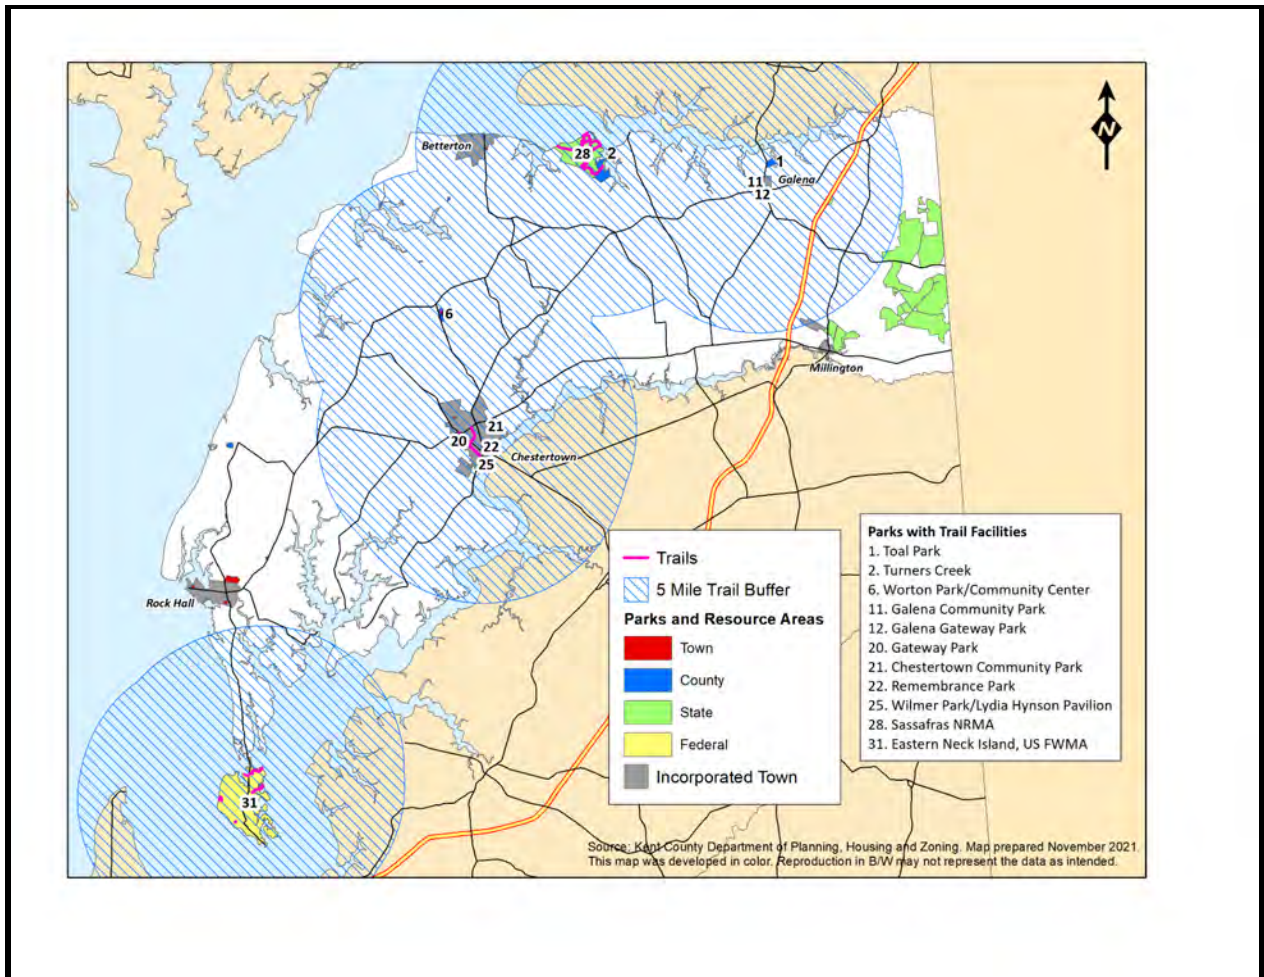 N
Betterton
28
2
1
11
Galena
12
6
Millington
21
20
22
Chestertown
25
Rock Hall
31
Trails
5 Mile Trail Buffer
Parks and Resource Areas
Town
County
State
Federal
Incorporated Town
Parks with Trail Facilities
1. Toal Park
2. Turners Creek
6. Worton Park/Community Center
11. Galena Community Park
12. Galena Gateway Park
20. Gateway Park
21. Chestertown Community Park
22. Remembrance Park
25. Wilmer Park/Lydia Hynson Pavilion
28. Sassafras NRMA
31. Eastern Neck Island, US FWMA
Source: Kent County Department of Planning, Housing and Zoning. Map prepared November 2021.
This map was developed in color. Reproduction in B/W may not represent the data as intended.